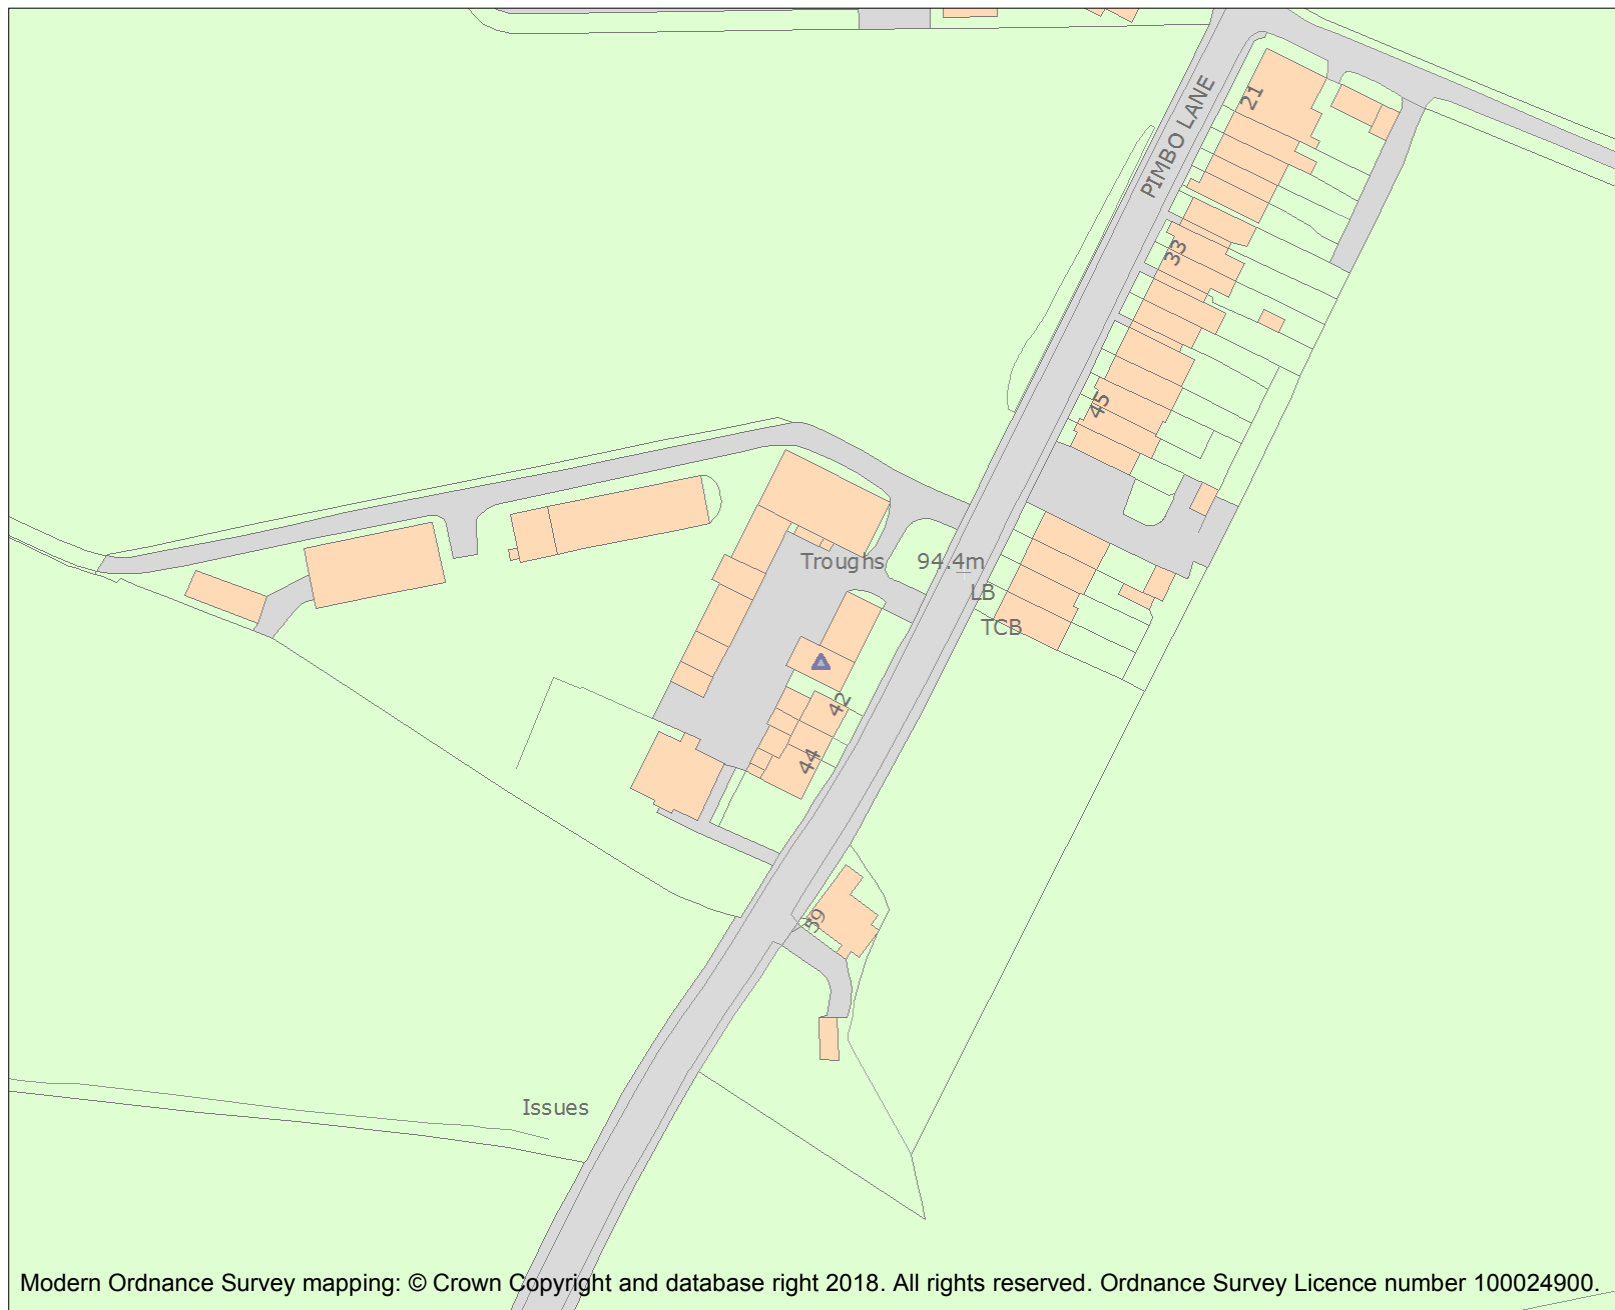 21
PIMBO LANE
33
45
Troughs
94.4m
LB
TCB
42
44
59
Issues
Modern Ordnance Survey mapping: © Crown Copyright and database right 2018. All rights reserved. Ordnance Survey Licence number 100024900.